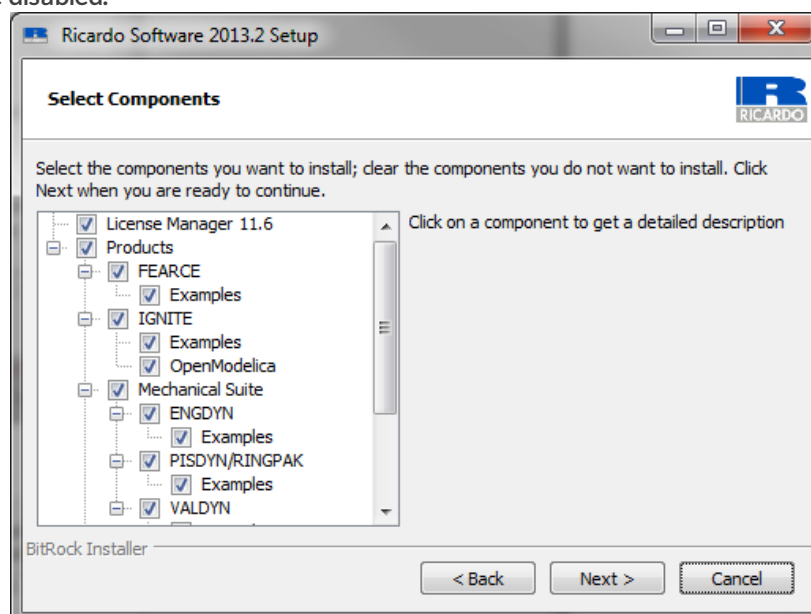 disabled.
Ricardo Software 2013.2 Setup
Select Components
RICARDO
Select the components you want to install; clear the components you do not want to install. Click
Next when you are ready to continue.
License Manager 11.6
Products
FEARCE
Examples
IGNITE
Examples
OpenModelica
Mechanical Suite
ENGDYN
Examples
PISDYN/RINGPAK
Examples
VALDYN
Click on a component to get a detailed description
BitRock Installer
< Back
Next >
Cancel